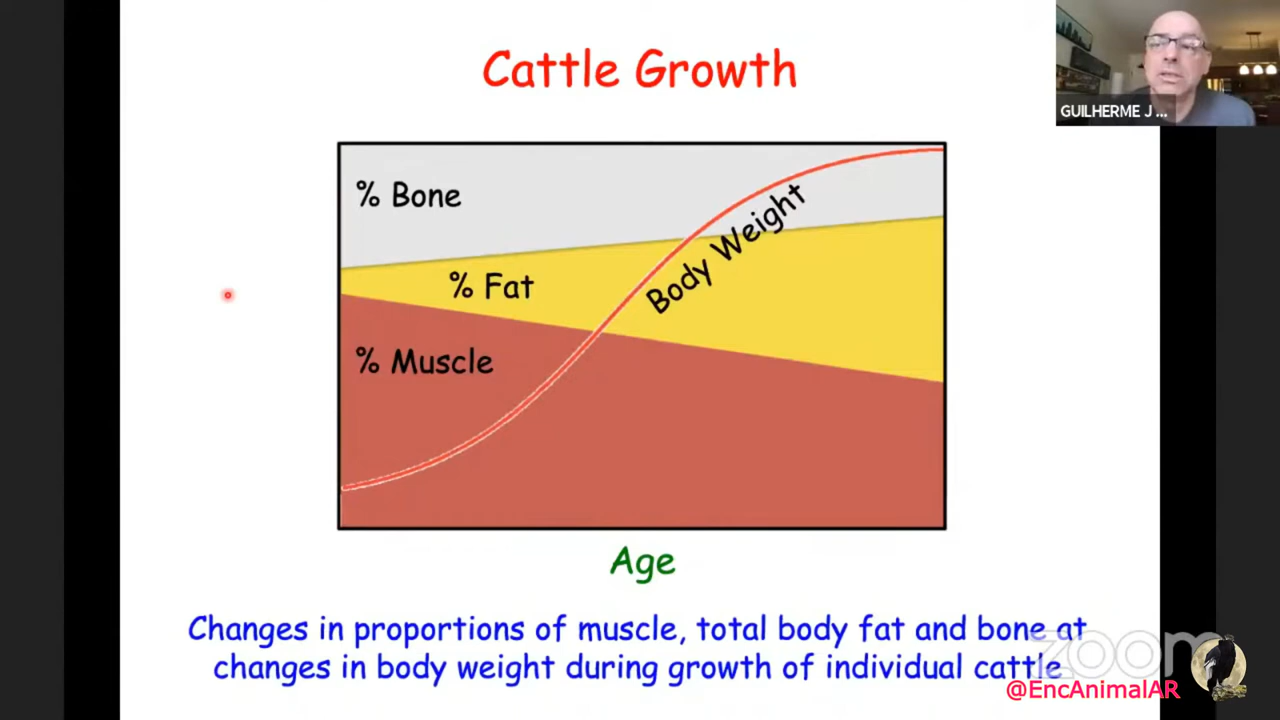 Cattle Growth
GUILHERME J ...
% Bone
% Fat
Body Weight
% Muscle
Age
Changes in proportions of muscle, total body fat and bone at
changes in body weight during growth of individual cattle
zoom
@EncAnimalAR